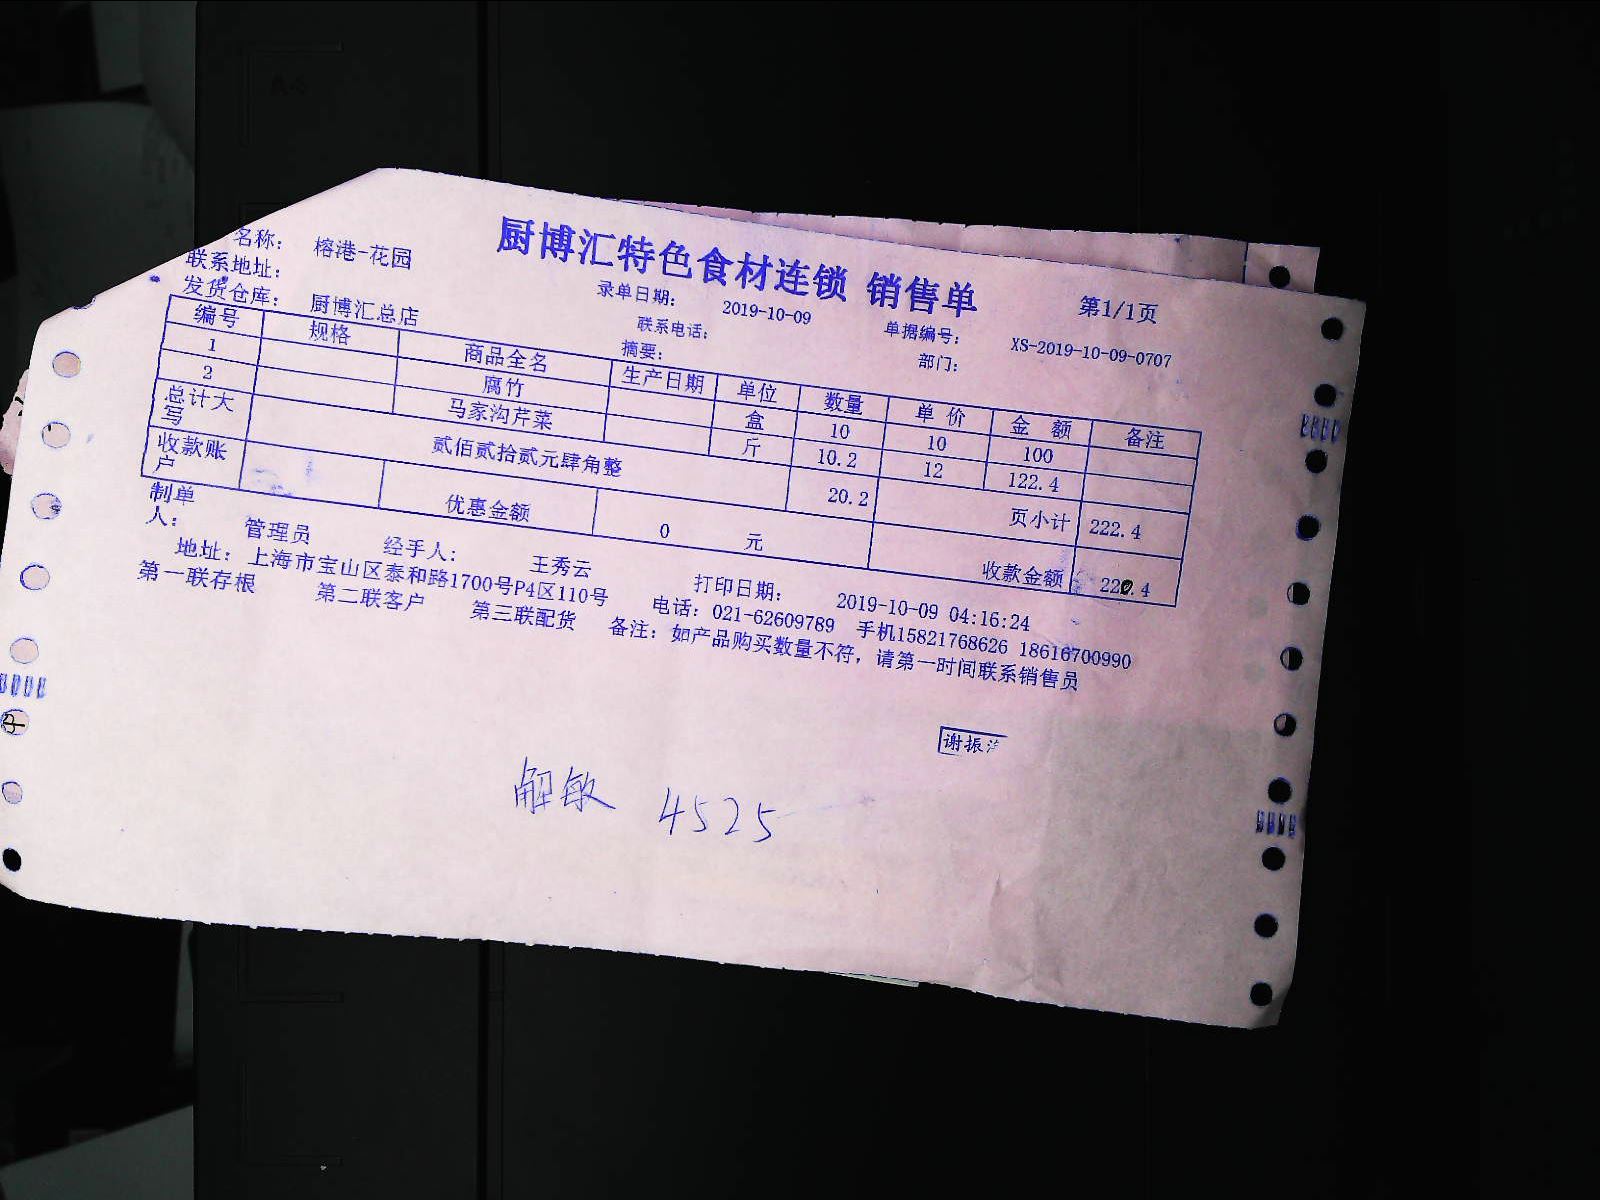 厨博汇特色食材连锁 销售单
名称： 榕港-花园
录单日期： 2019-10-09 单据编号： XS-2019-10-09-0707 第1/1页
联系地址： 联系电话： 部门：
发货仓库： 厨博汇总店 摘要：
编号 规格 商品全名 生产日期 单位 数量 单价 金额 备注
1 腐竹 盒 10 10 100
2 马家沟芹菜 斤 10.2 12 122.4
总计大写 贰佰贰拾贰元肆角整 20.2 页小计 222.4
收款账户 优惠金额 0 元 收款金额 222.4
制单人： 管理员 经手人： 王秀云 打印日期： 2019-10-09 04:16:24
地址：上海市宝山区泰和路1700号P4区110号 电话：021-62609789 手机15821768626 18616700990
第一联存根 第二联客户 第三联配货 备注：如产品购买数量不符，请第一时间联系销售员
谢振
解敏 4525